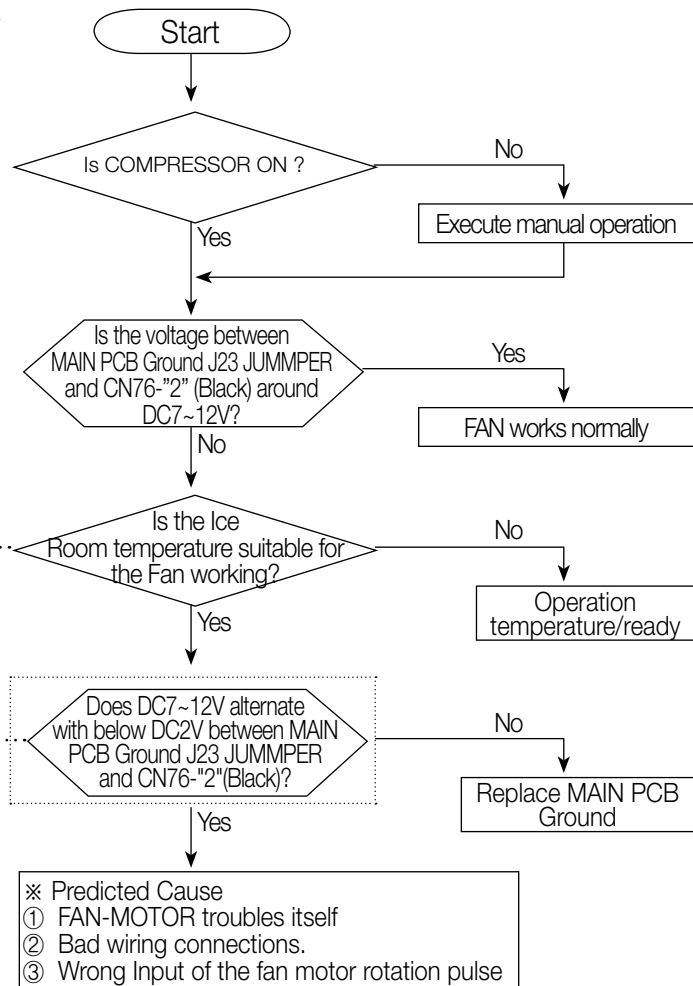 Start
Is COMPRESSOR ON ?
No
Execute manual operation
Yes
Is the voltage between
MAIN PCB Ground J23 JUMMPER
and CN76-”2” (Black) around
DC7~12V?
Yes
FAN works normally
No
Is the Ice
Room temperature suitable for
the Fan working?
No
Operation
temperature/ready
Yes
Does DC7~12V alternate
with below DC2V between MAIN
PCB Ground J23 JUMMPER
and CN76-"2"(Black)?
No
Replace MAIN PCB
Ground
Yes
※ Predicted Cause
① FAN-MOTOR troubles itself
② Bad wiring connections.
③ Wrong Input of the fan motor rotation pulse